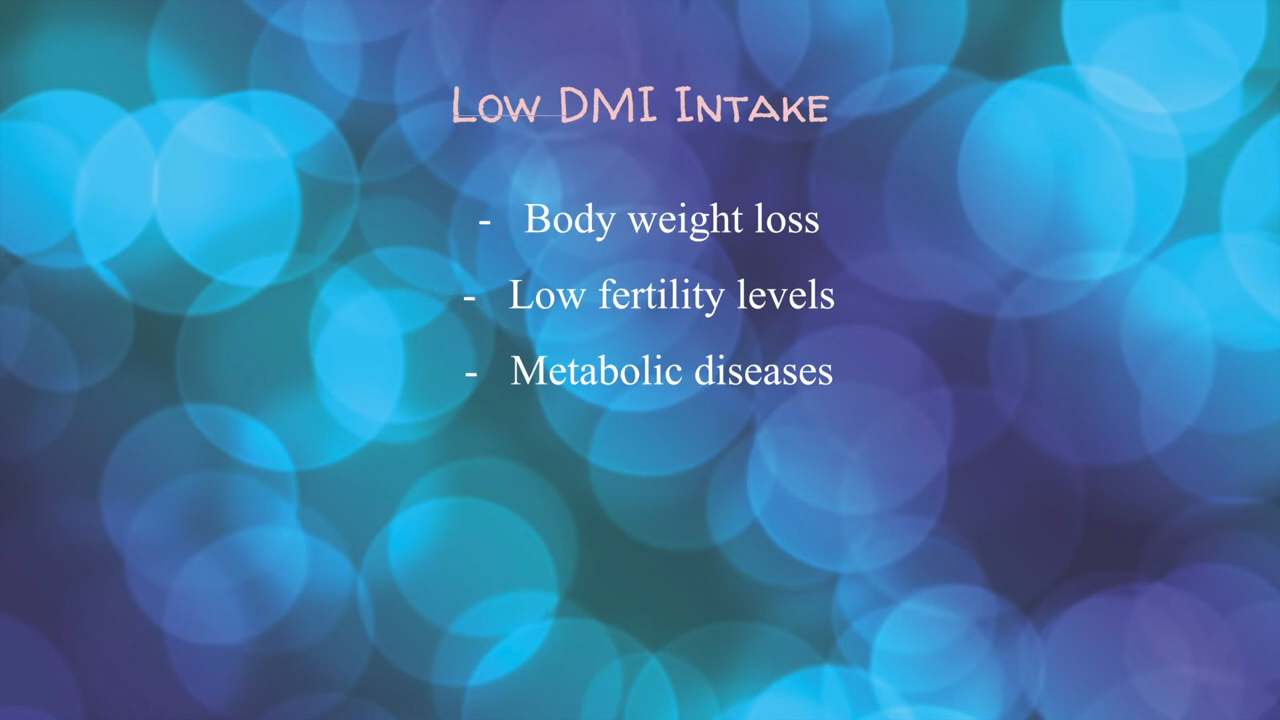 Low DMI Intake
- Body weight loss
- Low fertility levels
- Metabolic diseases